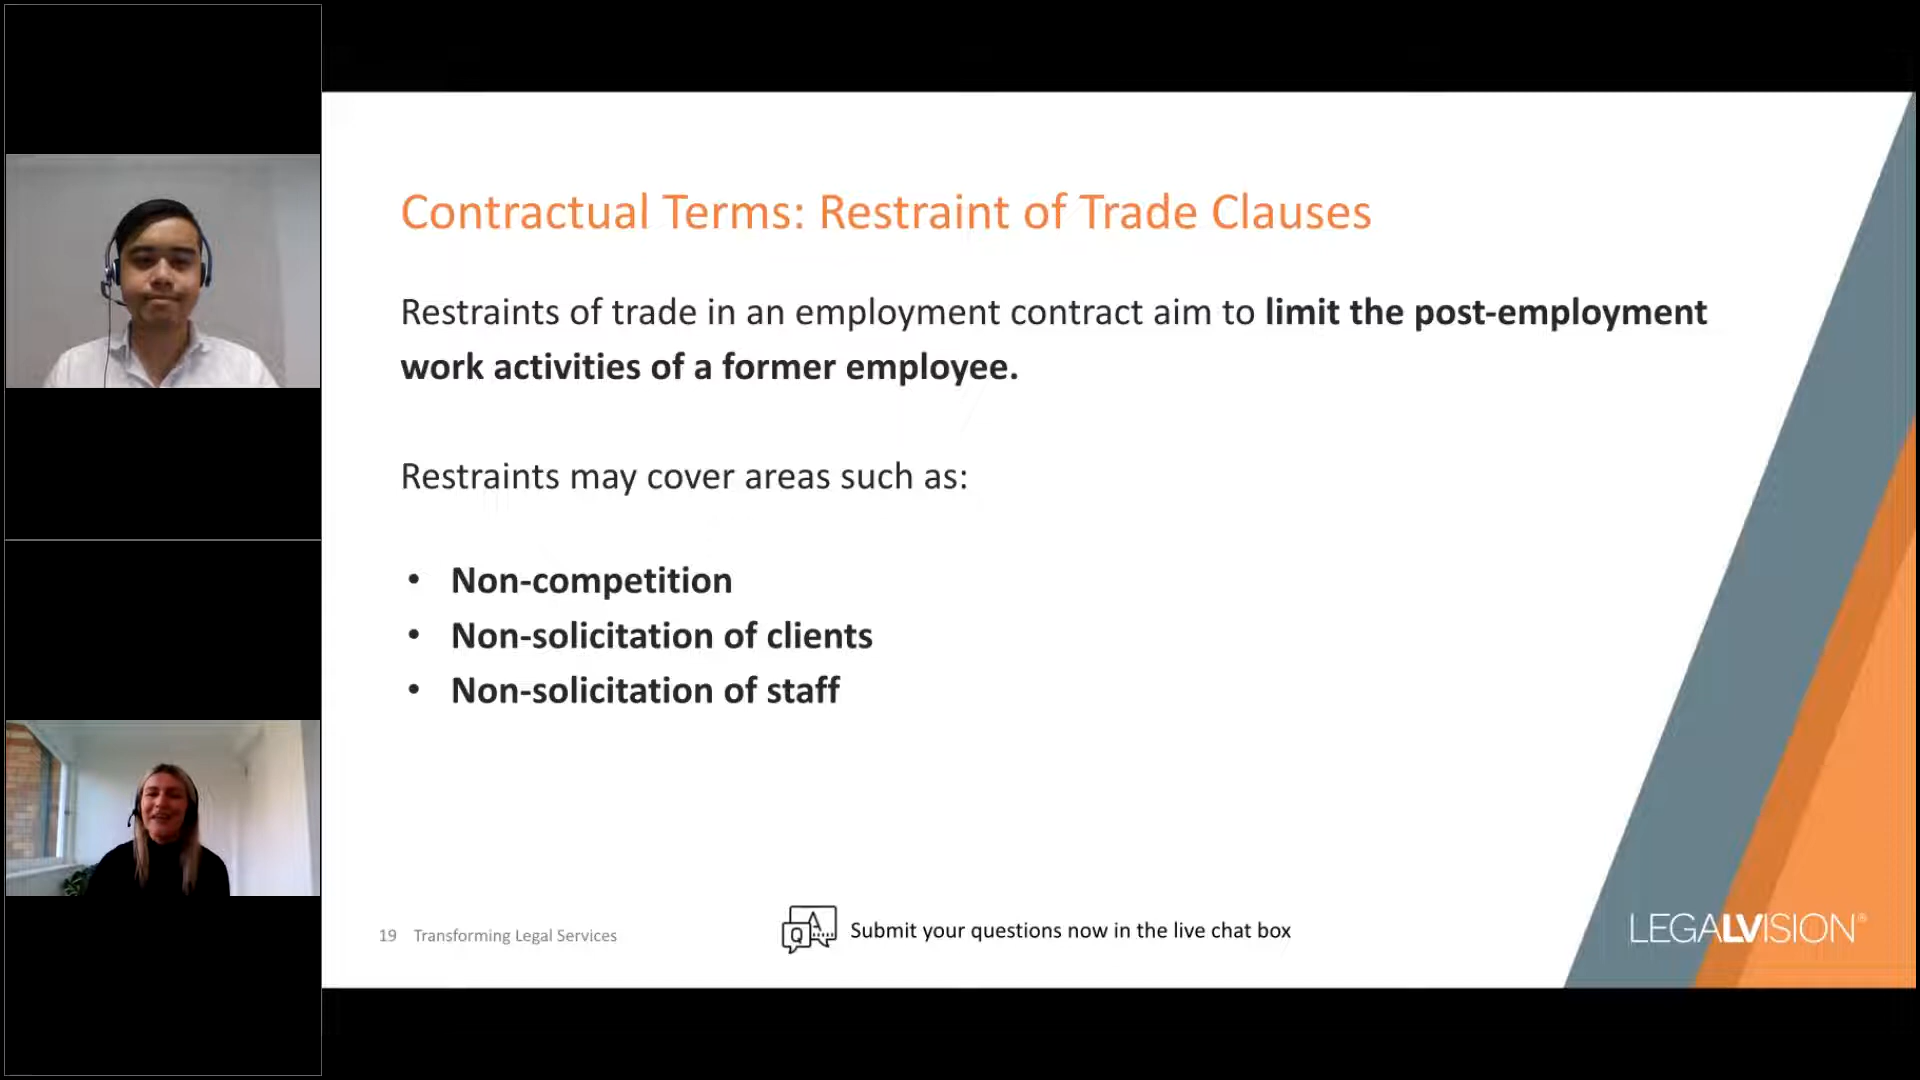 Contractual Terms: Restraint of Trade Clauses
Restraints of trade in an employment contract aim to limit the post-employment
work activities of a former employee.
Restraints may cover areas such as:
• Non-competition
• Non-solicitation of clients
• Non-solicitation of staff
19 Transforming Legal Services
Q A
Submit your questions now in the live chat box
LEGALVISION®